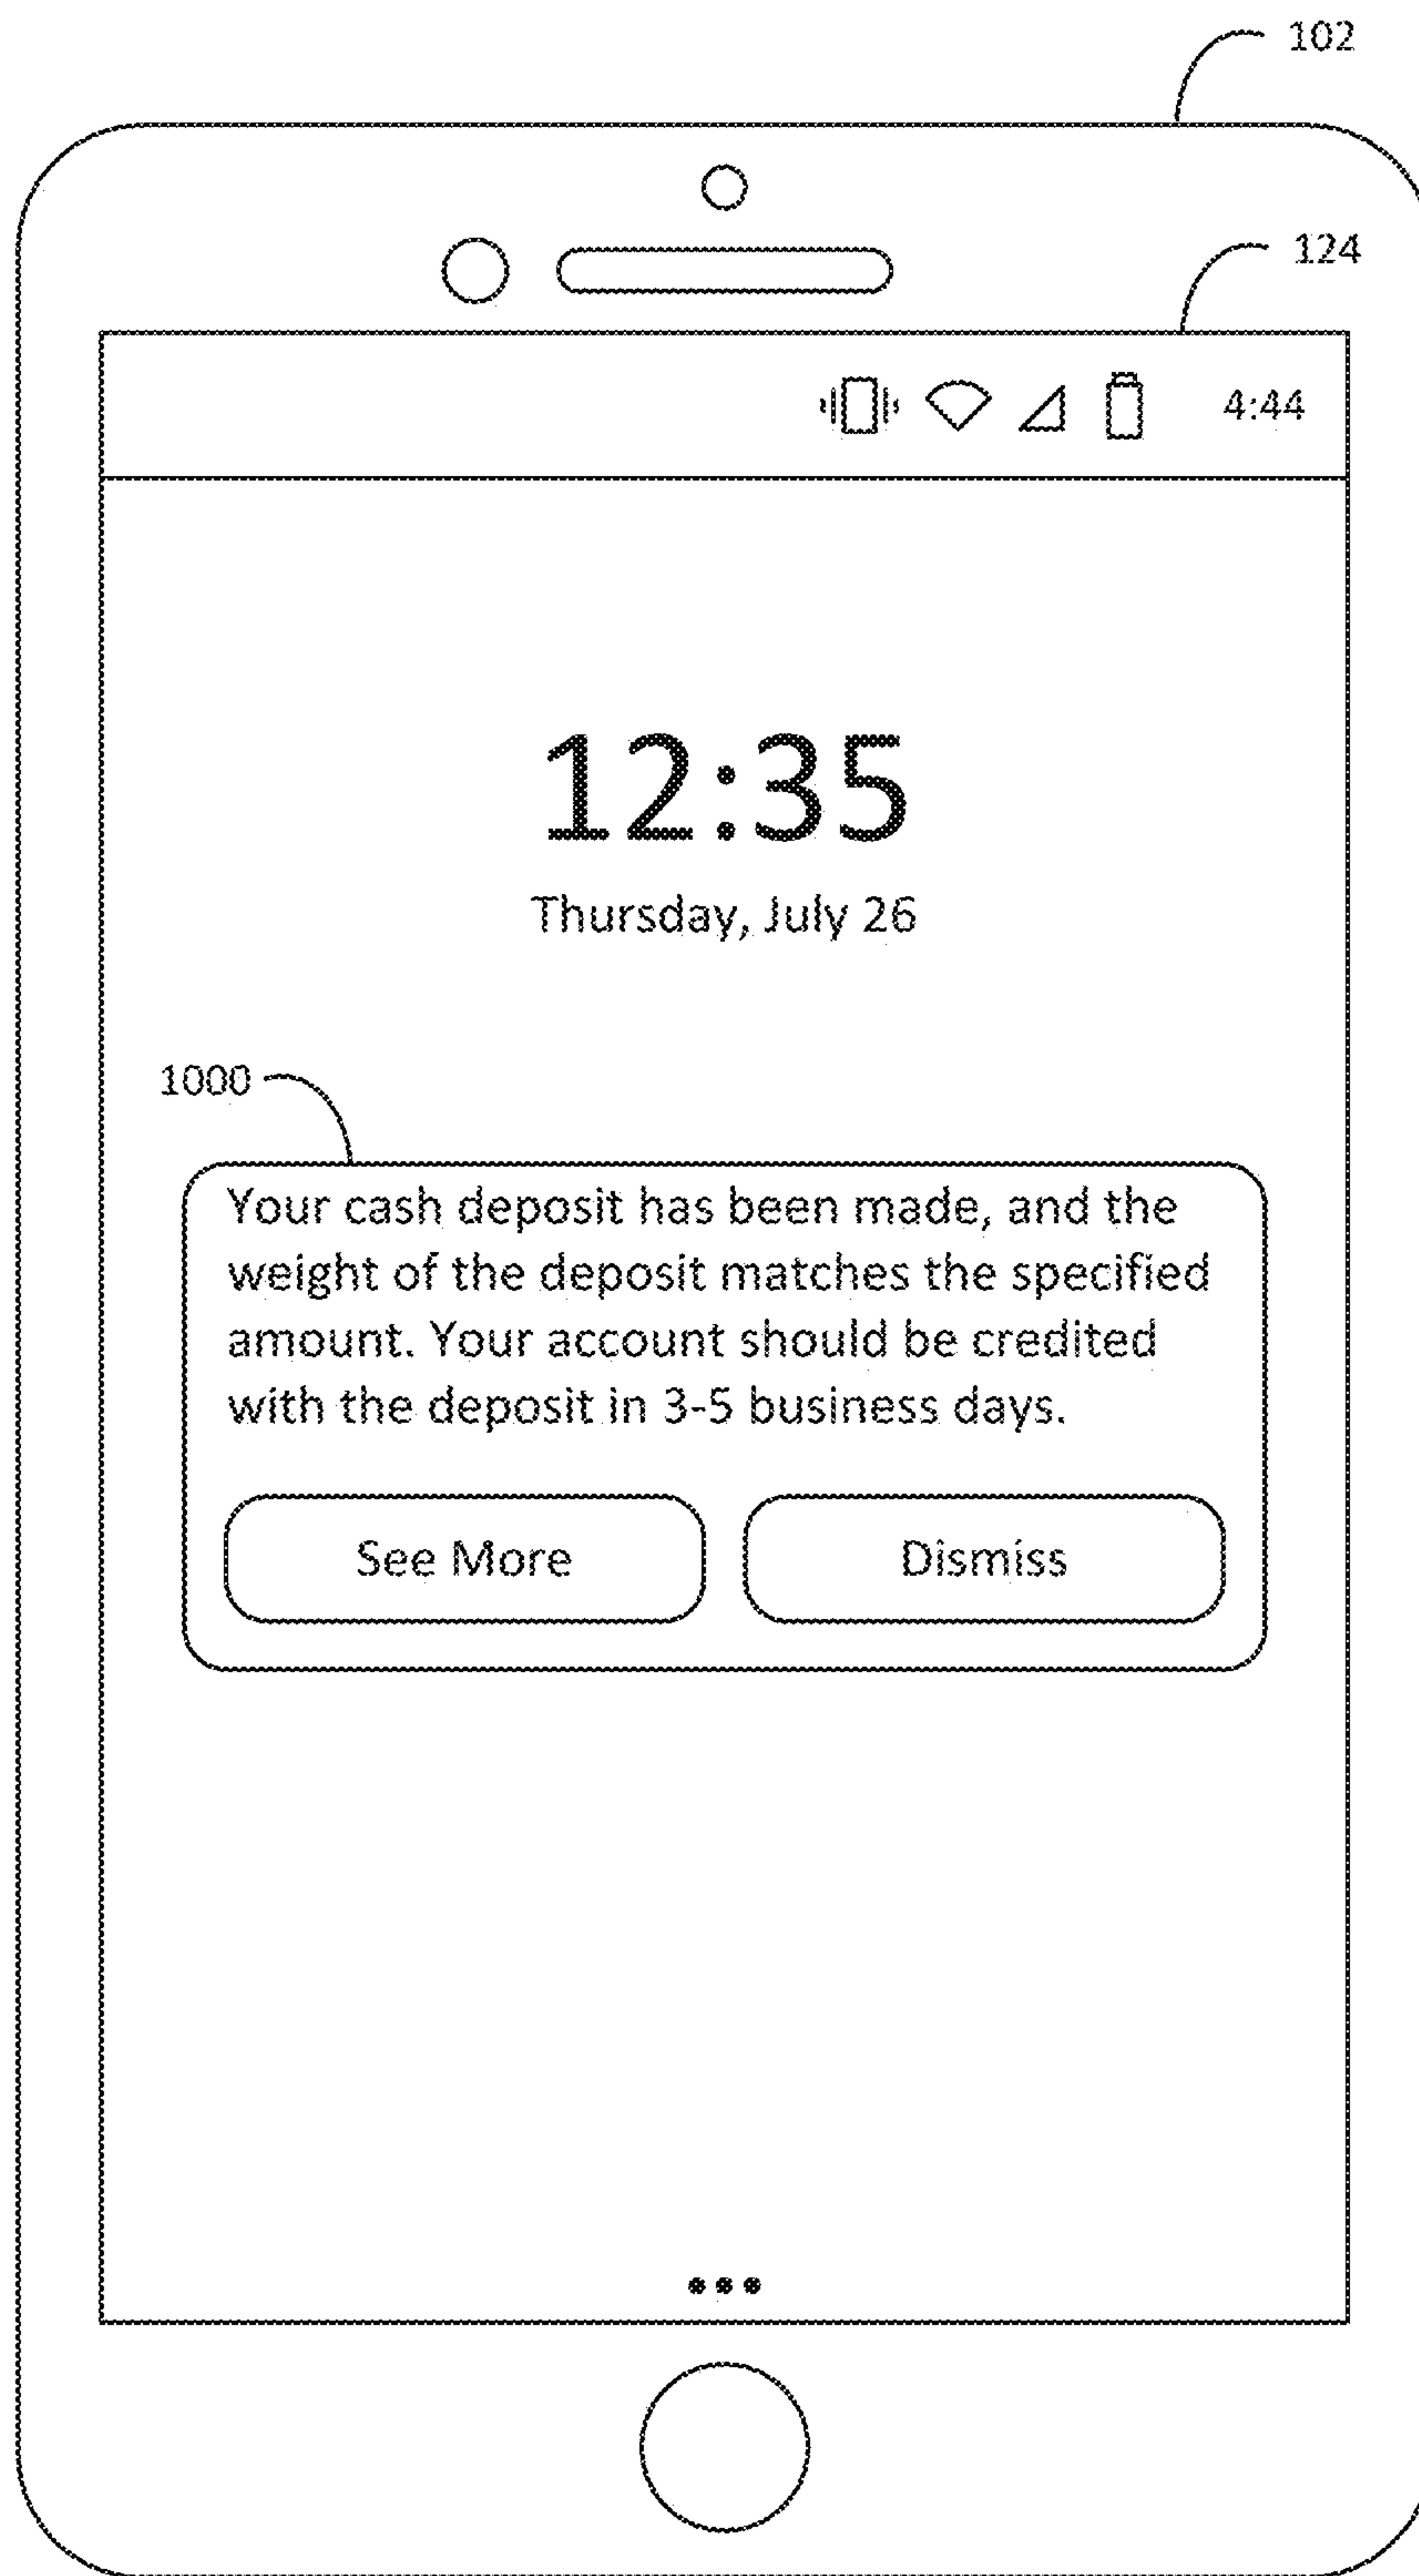 102
124
4:44
12:35
Thursday, July 26
1000
Your cash deposit has been made, and the
weight of the deposit matches the specified
amount. Your account should be credited
with the deposit in 3-5 business days.
See More Dismiss